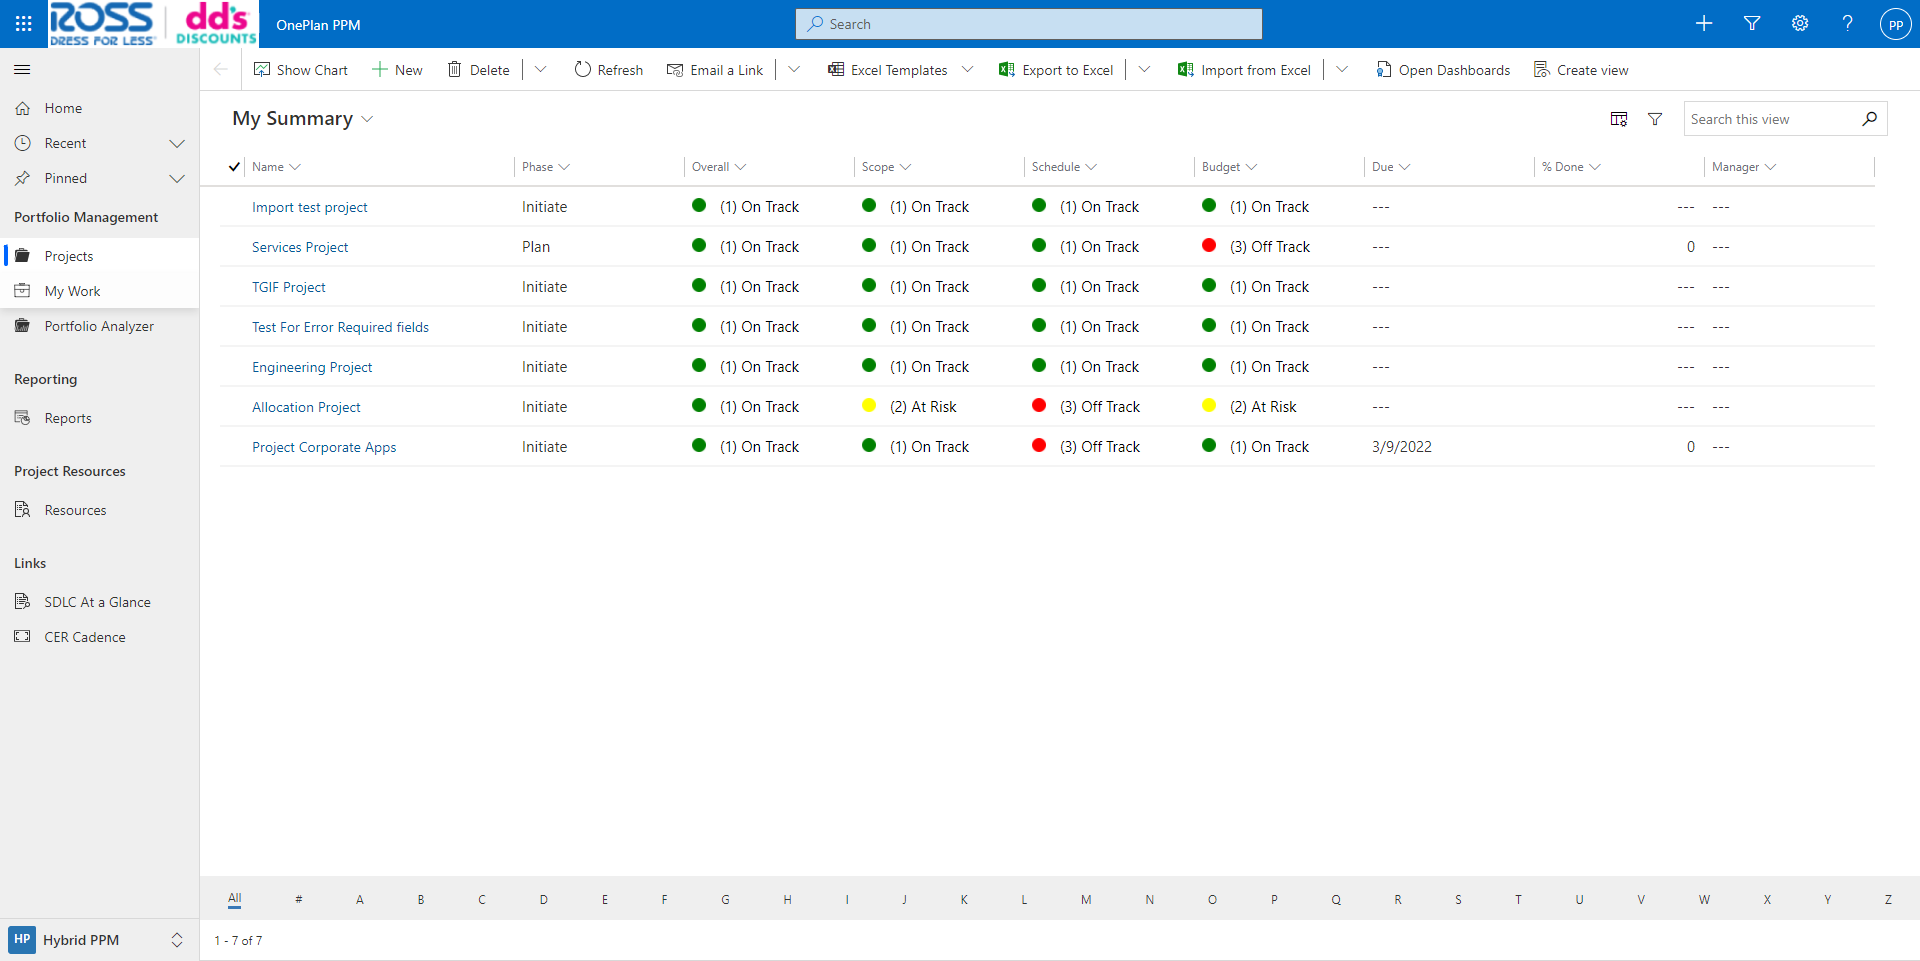 ROSS DRESS FOR LESS dd's DISCOUNTS OnePlan PPM Search ? PP
Show Chart New Delete Refresh Email a Link Excel Templates Export to Excel Import from Excel Open Dashboards Create view
Home
Recent
Pinned
Portfolio Management
Projects
My Work
Portfolio Analyzer
Reporting
Reports
Project Resources
Resources
Links
SDLC At a Glance
CER Cadence
HP Hybrid PPM
My Summary Search this view
Name Phase Overall Scope Schedule Budget Due % Done Manager
Import test project Initiate (1) On Track (1) On Track (1) On Track (1) On Track --- --- ---
Services Project Plan (1) On Track (1) On Track (1) On Track (3) Off Track --- 0 ---
TGIF Project Initiate (1) On Track (1) On Track (1) On Track (1) On Track --- --- ---
Test For Error Required fields Initiate (1) On Track (1) On Track (1) On Track (1) On Track --- --- ---
Engineering Project Initiate (1) On Track (1) On Track (1) On Track (1) On Track --- --- ---
Allocation Project Initiate (1) On Track (2) At Risk (3) Off Track (2) At Risk --- --- ---
Project Corporate Apps Initiate (1) On Track (1) On Track (3) Off Track (1) On Track 3/9/2022 0 ---
All # A B C D E F G H I J K L M N O P Q R S T U V W X Y Z
1 - 7 of 7